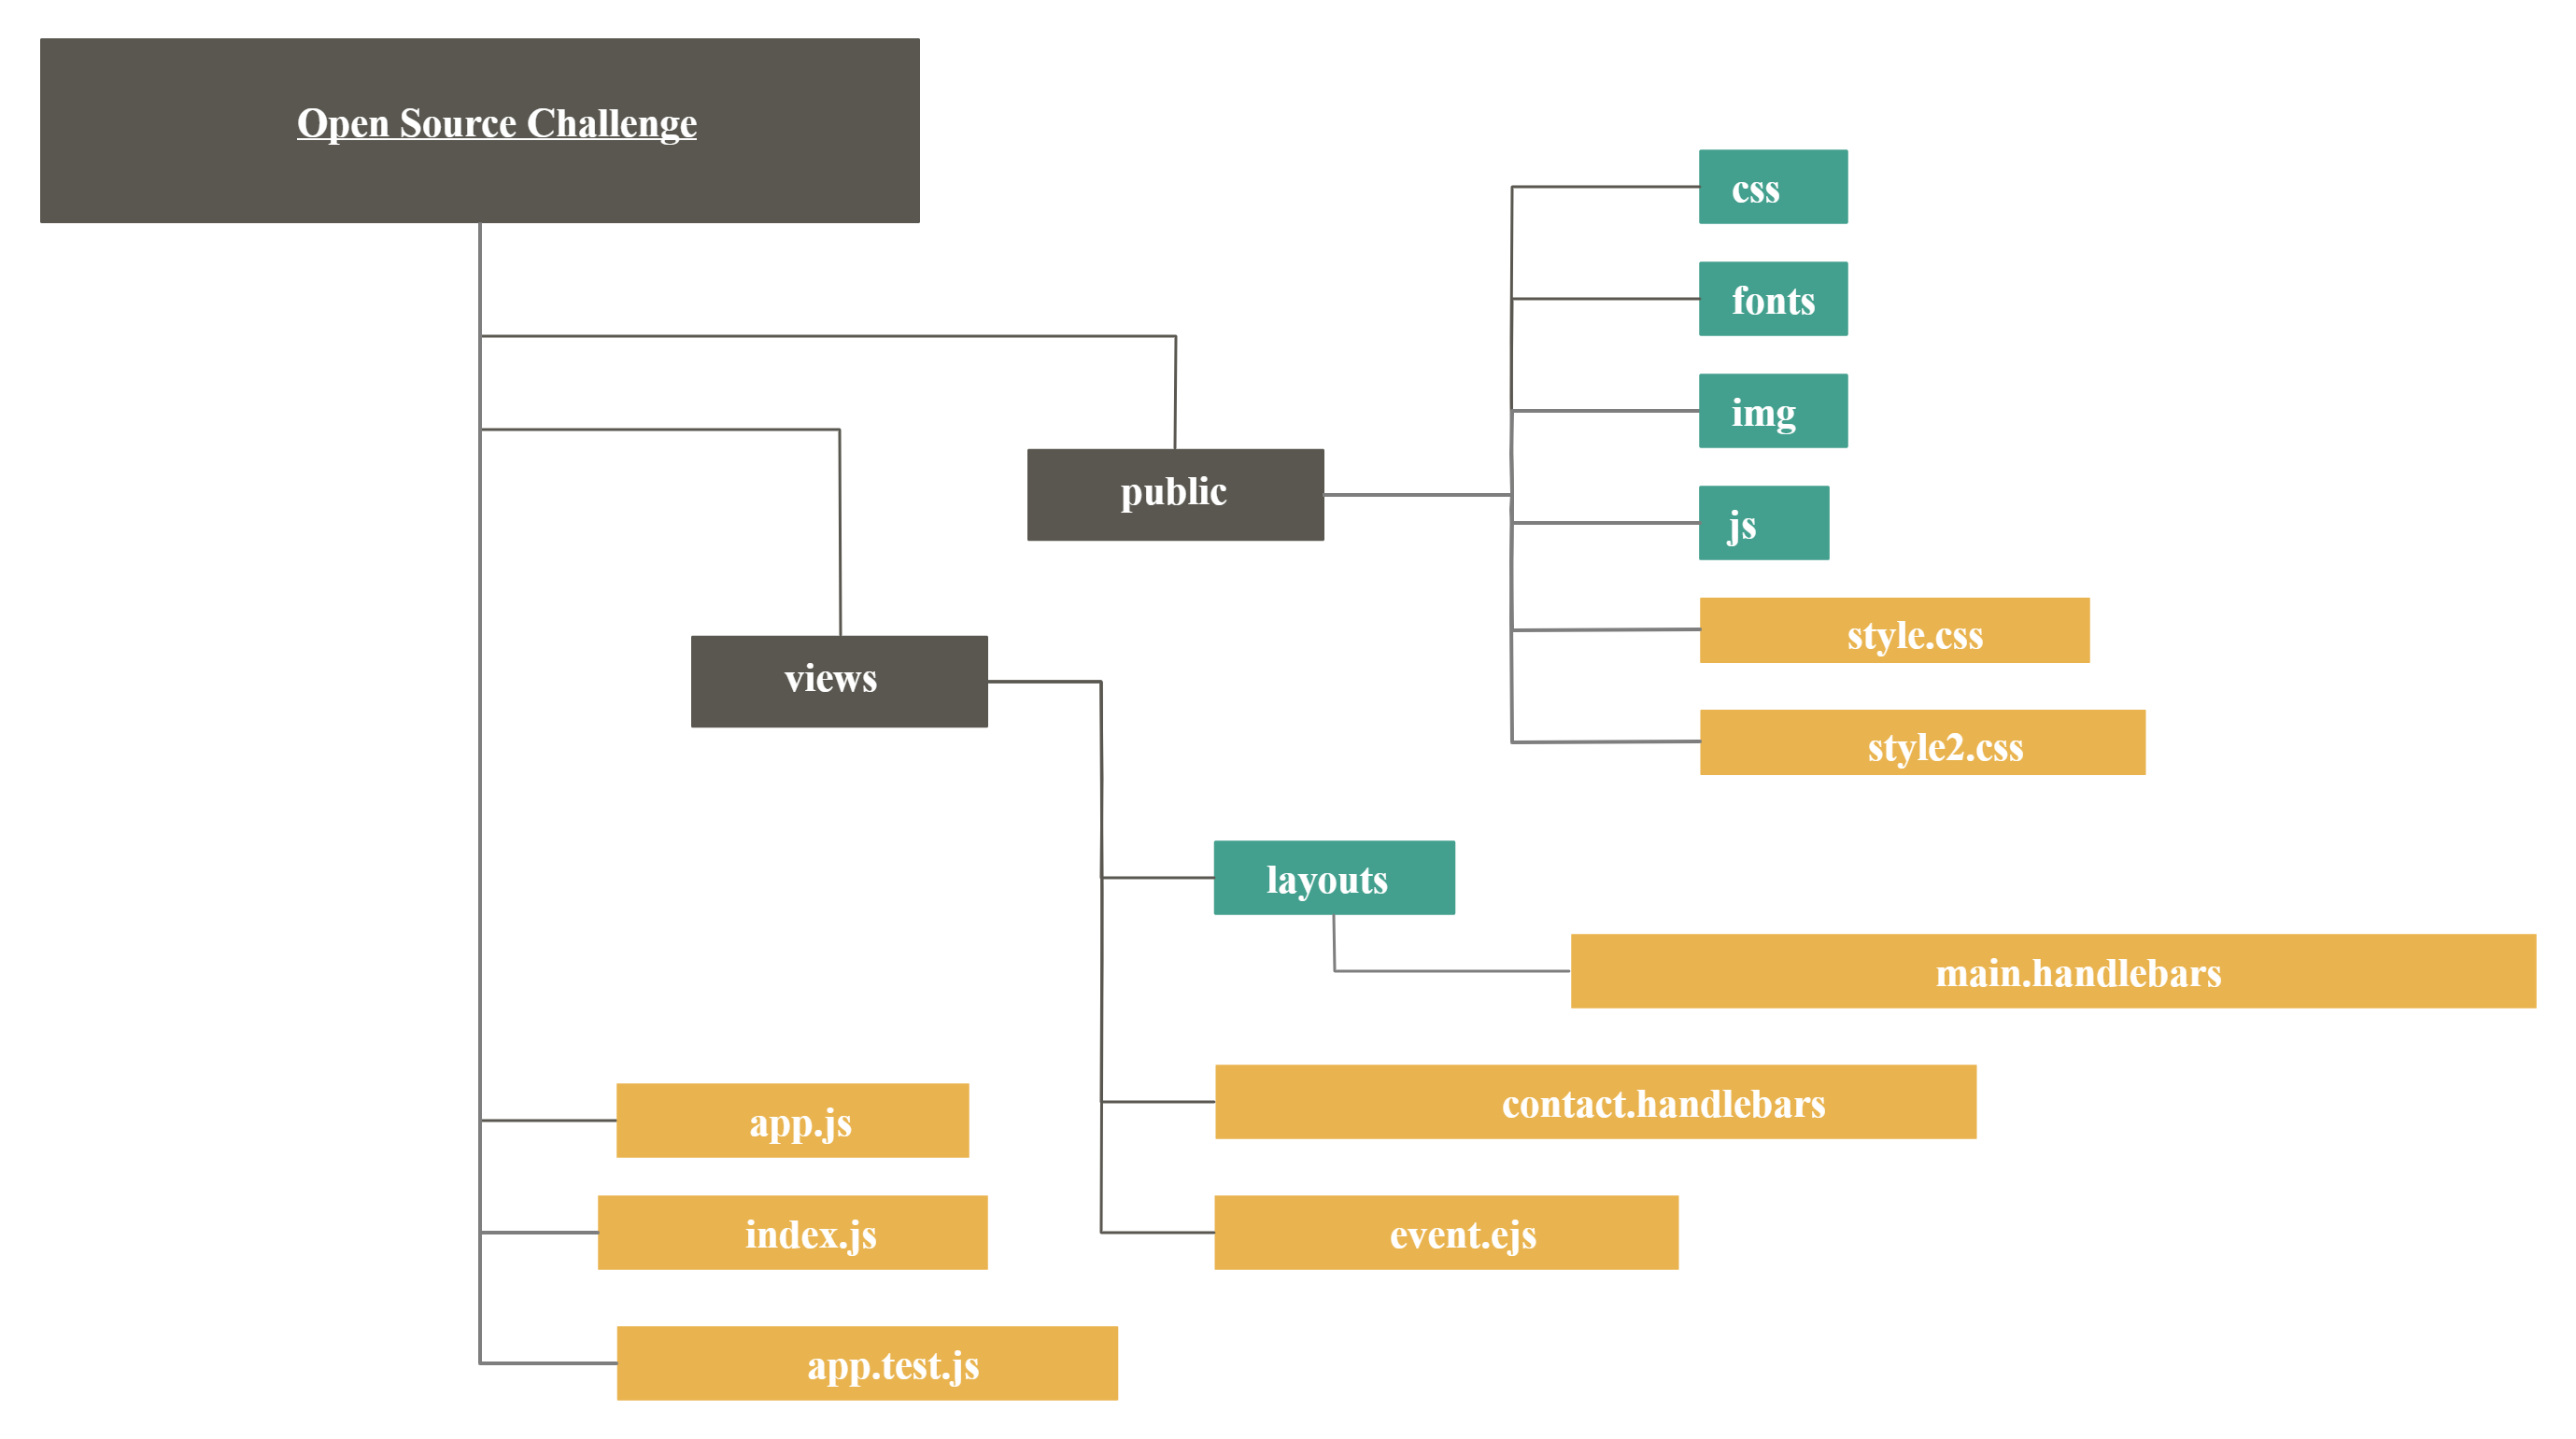 Open Source Challenge
css
fonts
img
public
js
style.css
views
style2.css
layouts
main.handlebars
contact.handlebars
app.js
index.js
event.ejs
app.test.js